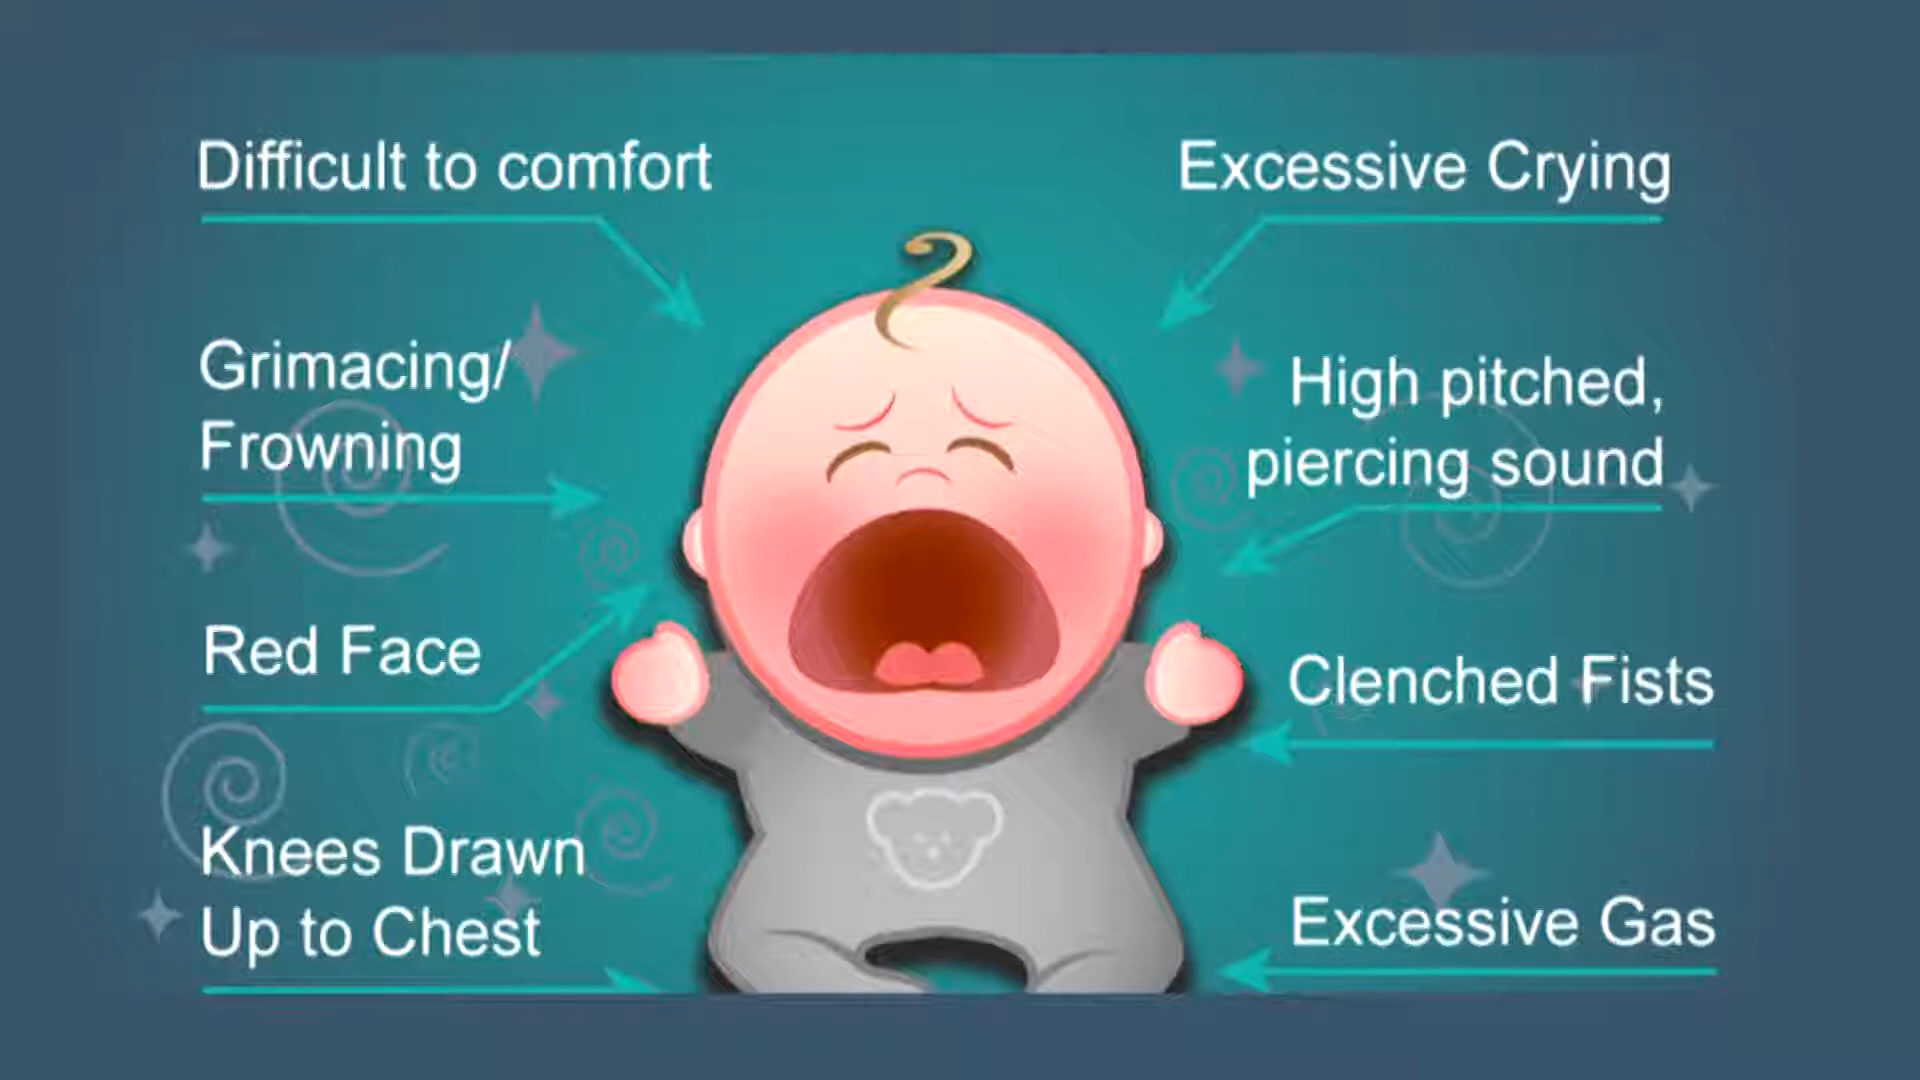 Difficult to comfort
Excessive Crying
Grimacing/
Frowning
High pitched,
piercing sound
Red Face
Clenched Fists
Knees Drawn
Up to Chest
Excessive Gas